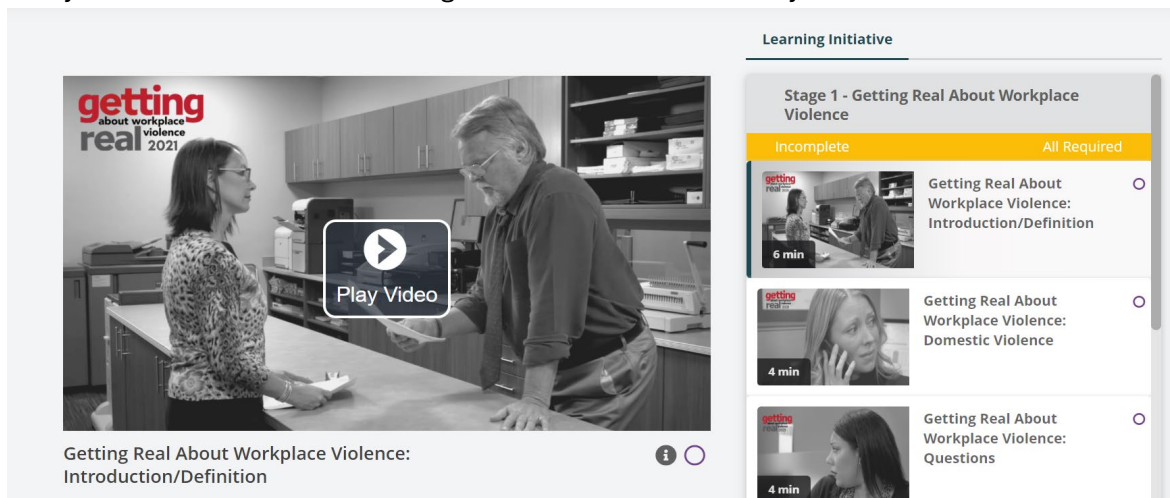 getting
about workplace
real violence
2021
Play Video
Getting Real About Workplace Violence:
Introduction/Definition
Learning Initiative
Stage 1 - Getting Real About Workplace
Violence
Incomplete
All Required
getting
real
6 min
Getting Real About
Workplace Violence:
Introduction/Definition
getting
real
4 min
Getting Real About
Workplace Violence:
Domestic Violence
getting
real
4 min
Getting Real About
Workplace Violence:
Questions